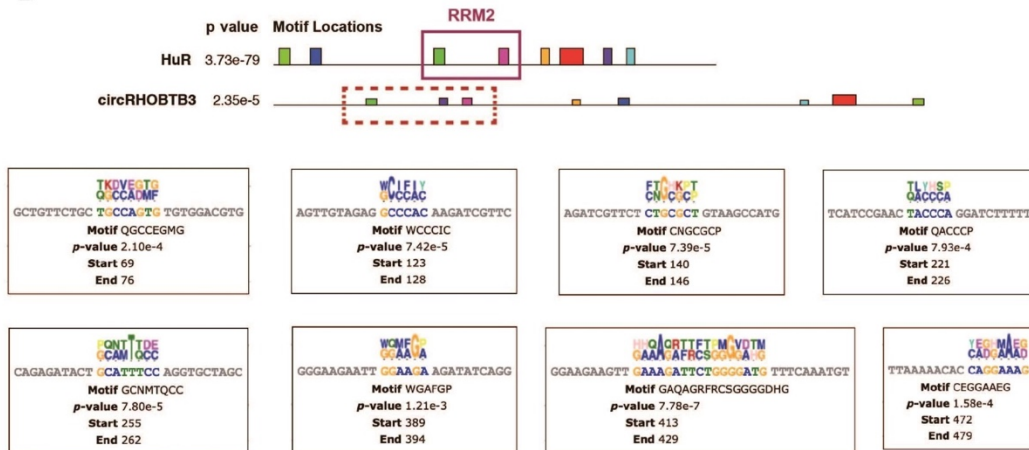 RRM2
p value Motif Locations
HuR 3.73e-79
circRHOBTB3 2.35e-5
GCTGTTCTGC TGCCAGTG TGTGGACGTG
Motif QGCCEGMG
p-value 2.10e-4
Start 69
End 76
AGTTGTAGAG GCCCAC AAGATCGTTC
Motif WCCCIC
p-value 7.42e-5
Start 123
End 128
AGATCGTTCT CTGCGCT GTAAGCCATG
Motif CNGCGCP
p-value 7.39e-5
Start 140
End 146
TCATCCGAAC TACCCA GGATCTTTTT
Motif QACCCP
p-value 7.93e-4
Start 221
End 226
CAGAGATACT GCATTTCC AGGTGCTAGC
Motif GCNMTQCC
p-value 7.80e-5
Start 255
End 262
GGGAAGAATT GGAAGA AGATATCAGG
Motif WGAFGP
p-value 1.21e-3
Start 389
End 394
GGAAGAAGTT GAAAGATTCTGGGGATG TTTCAAATGT
Motif GAQAGRFRCSGGGGDHG
p-value 7.78e-7
Start 413
End 429
TTAAAAACAC CAGGAAAG
Motif CEGGAAEG
p-value 1.58e-4
Start 472
End 479